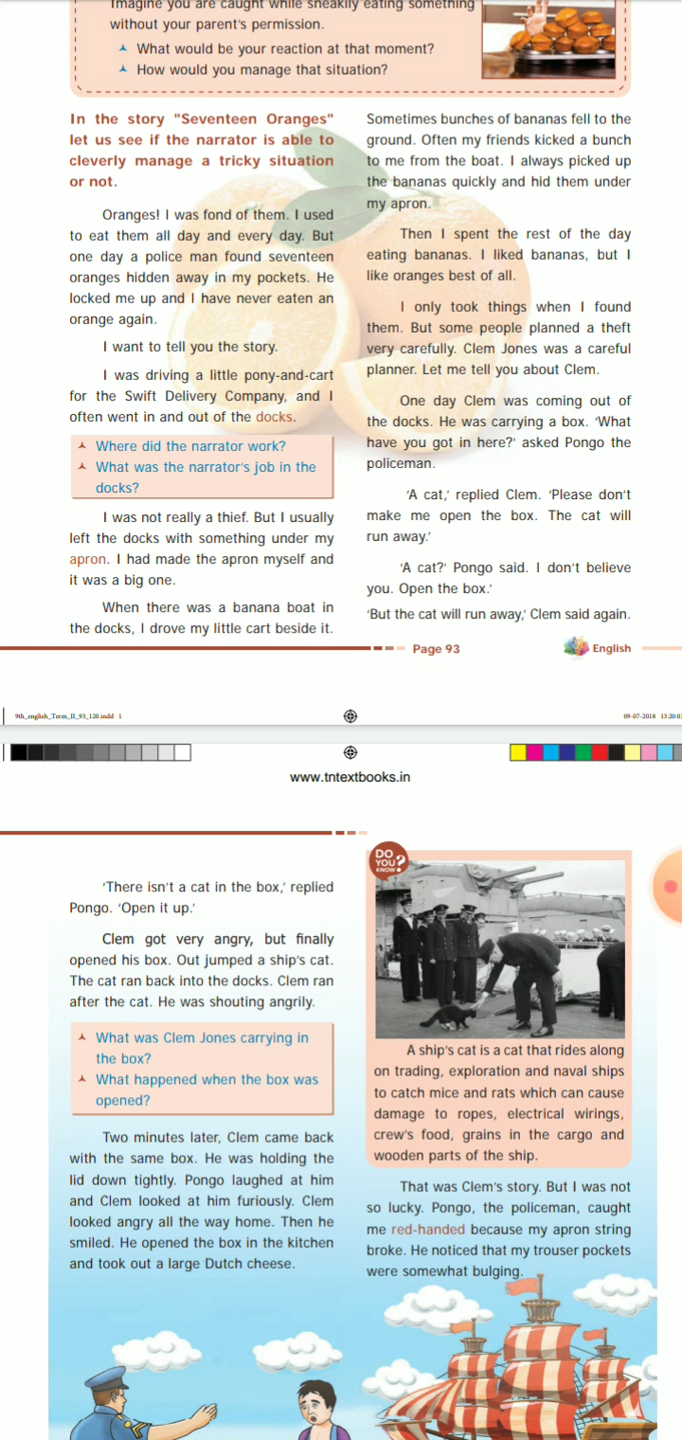 Imagine you are caught while sneakily eating something
without your parent's permission.
What would be your reaction at that moment?
How would you manage that situation?
In the story "Seventeen Oranges"
let us see if the narrator is able to
cleverly manage a tricky situation
or not.
Oranges! I was fond of them. I used
to eat them all day and every day. But
one day a police man found seventeen
oranges hidden away in my pockets. He
locked me up and I have never eaten an
orange again.
I want to tell you the story.
I was driving a little pony-and-cart
for the Swift Delivery Company, and I
often went in and out of the docks.
Where did the narrator work?
What was the narrator's job in the
docks?
I was not really a thief. But I usually
left the docks with something under my
apron. I had made the apron myself and
it was a big one.
When there was a banana boat in
the docks, I drove my little cart beside it.
Sometimes bunches of bananas fell to the
ground. Often my friends kicked a bunch
to me from the boat. I always picked up
the bananas quickly and hid them under
my apron.
Then I spent the rest of the day
eating bananas. I liked bananas, but I
like oranges best of all.
I only took things when I found
them. But some people planned a theft
very carefully. Clem Jones was a careful
planner. Let me tell you about Clem.
One day Clem was coming out of
the docks. He was carrying a box. 'What
have you got in here?' asked Pongo the
policeman.
'A cat,' replied Clem. 'Please don't
make me open the box. The cat will
run away.'
'A cat?' Pongo said. I don't believe
you. Open the box.'
'But the cat will run away,' Clem said again.
Page 93
English
9th_english_Term_II_93_120.indd 1
09-07-2018 13:20:0
www.tntextbooks.in
'There isn't a cat in the box,' replied
Pongo. 'Open it up.'
Clem got very angry, but finally
opened his box. Out jumped a ship's cat.
The cat ran back into the docks. Clem ran
after the cat. He was shouting angrily.
What was Clem Jones carrying in
the box?
What happened when the box was
opened?
Two minutes later, Clem came back
with the same box. He was holding the
lid down tightly. Pongo laughed at him
and Clem looked at him furiously. Clem
looked angry all the way home. Then he
smiled. He opened the box in the kitchen
and took out a large Dutch cheese.
DO
YOU?
KNOW
A ship's cat is a cat that rides along
on trading, exploration and naval ships
to catch mice and rats which can cause
damage to ropes, electrical wirings,
crew's food, grains in the cargo and
wooden parts of the ship.
That was Clem's story. But I was not
so lucky. Pongo, the policeman, caught
me red-handed because my apron string
broke. He noticed that my trouser pockets
were somewhat bulging.